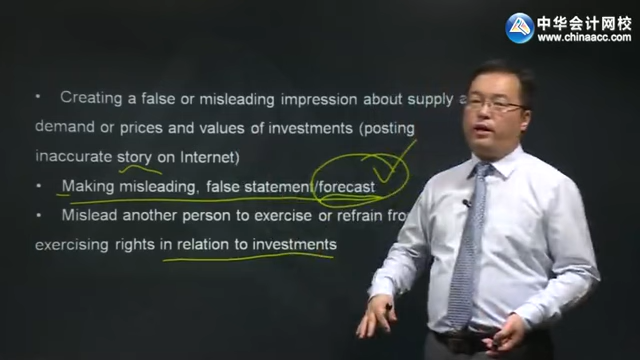 中华会计网校
www.chinaacc.com
• Creating a false or misleading impression about supply
demand or prices and values of investments (posting
inaccurate story on Internet)
• Making misleading, false statement/forecast
• Mislead another person to exercise or refrain
exercising rights in relation to investments